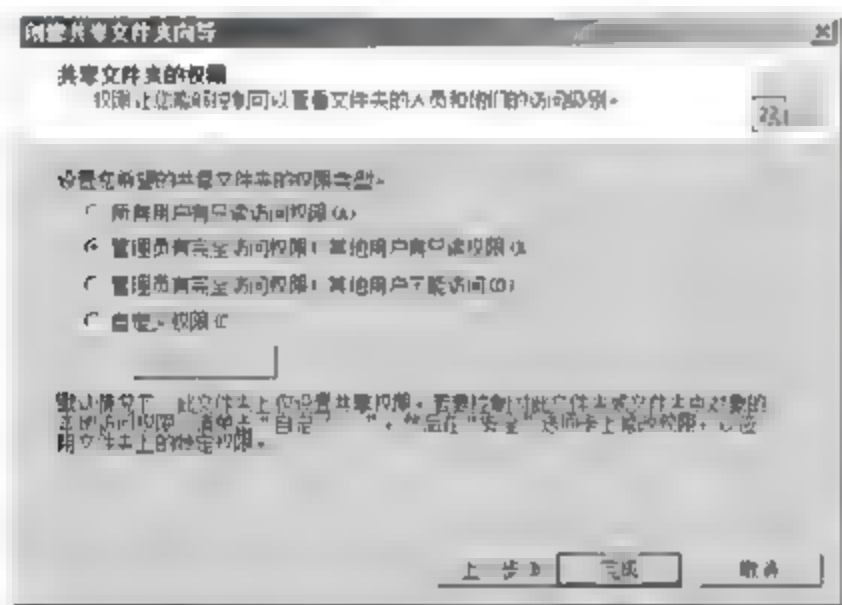 创建共享文件夹向导
共享文件夹的权限
权限让您 控制可以查看文件夹的人员和他们的访问级别。
设置您希望的共享文件夹的权限类型。
所有用户有只读访问权限(A)
管理员有完全访问权限；其他用户有只读权限
管理员有完全访问权限；其他用户不能访问(O)
自定义权限
默认情况下 此文件夹上仅设置共享权限。若要控制对此文件夹或文件夹中对象的
访问权限 请单击“自定 ”，然后在“安全”选项卡上修改权限，以应
用文件夹上的特定权限。
上 步 完成 取消